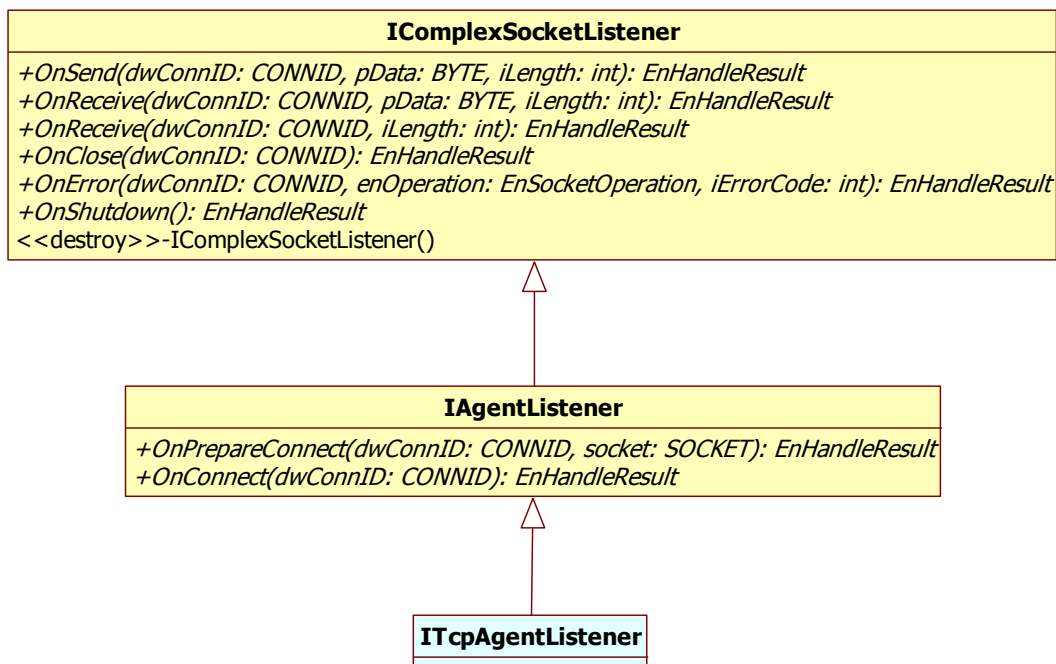 IComplexSocketListener
+OnSend(dwConnID: CONNID, pData: BYTE, iLength: int): EnHandleResult
+OnReceive(dwConnID: CONNID, pData: BYTE, iLength: int): EnHandleResult
+OnReceive(dwConnID: CONNID, iLength: int): EnHandleResult
+OnClose(dwConnID: CONNID): EnHandleResult
+OnError(dwConnID: CONNID, enOperation: EnSocketOperation, iErrorCode: int): EnHandleResult
+OnShutdown(): EnHandleResult
<<destroy>>-IComplexSocketListener()
IAgentListener
+OnPrepareConnect(dwConnID: CONNID, socket: SOCKET): EnHandleResult
+OnConnect(dwConnID: CONNID): EnHandleResult
ITcpAgentListener